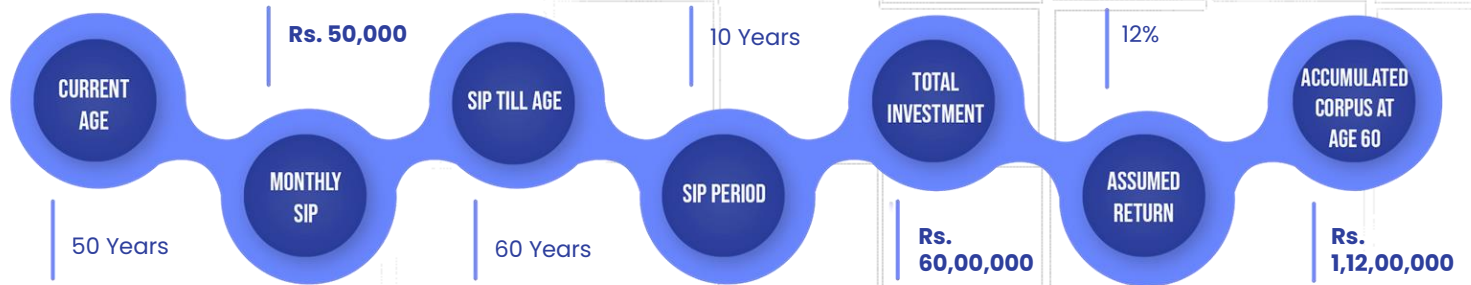 CURRENT
AGE
50 Years
Rs. 50,000
MONTHLY
SIP
SIP TILL AGE
60 Years
10 Years
SIP PERIOD
TOTAL
INVESTMENT
Rs.
60,00,000
12%
ASSUMED
RETURN
ACCUMULATED
CORPUS AT
AGE 60
Rs.
1,12,00,000